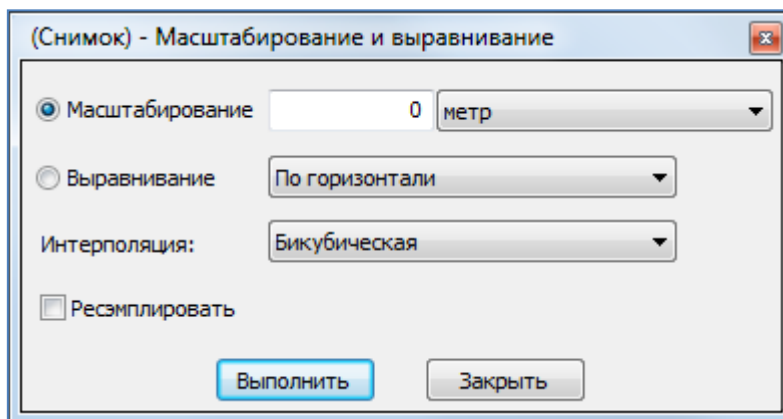 (Снимок) - Масштабирование и выравнивание
Масштабирование 0 метр
Выравнивание По горизонтали
Интерполяция: Бикубическая
Ресэмплировать
Выполнить Закрыть